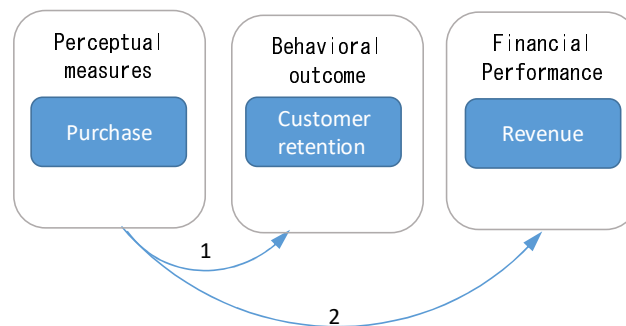 Perceptual
measures
Purchase
Behavioral
outcome
Customer
retention
Financial
Performance
Revenue
1
2